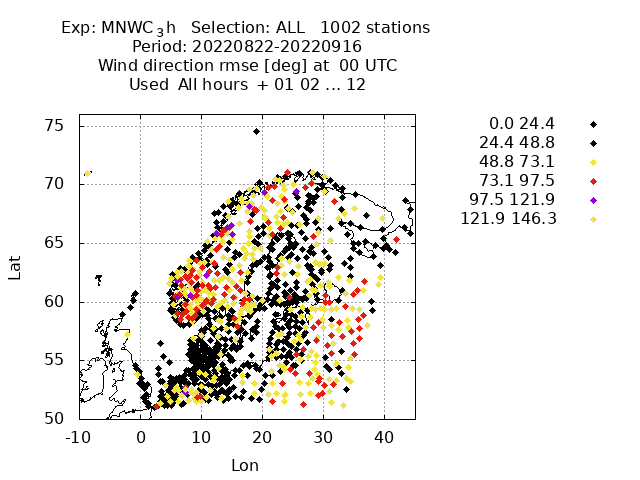 Exp: MNWC_3h   Selection: ALL   1002 stations
Period: 20220822-20220916
Wind direction rmse [deg] at  00 UTC
Used  All hours  + 01 02 ... 12
0.0 24.4
24.4 48.8
48.8 73.1
73.1 97.5
97.5 121.9
121.9 146.3
75
70
65
60
55
50
Lat
-10 0 10 20 30 40
Lon